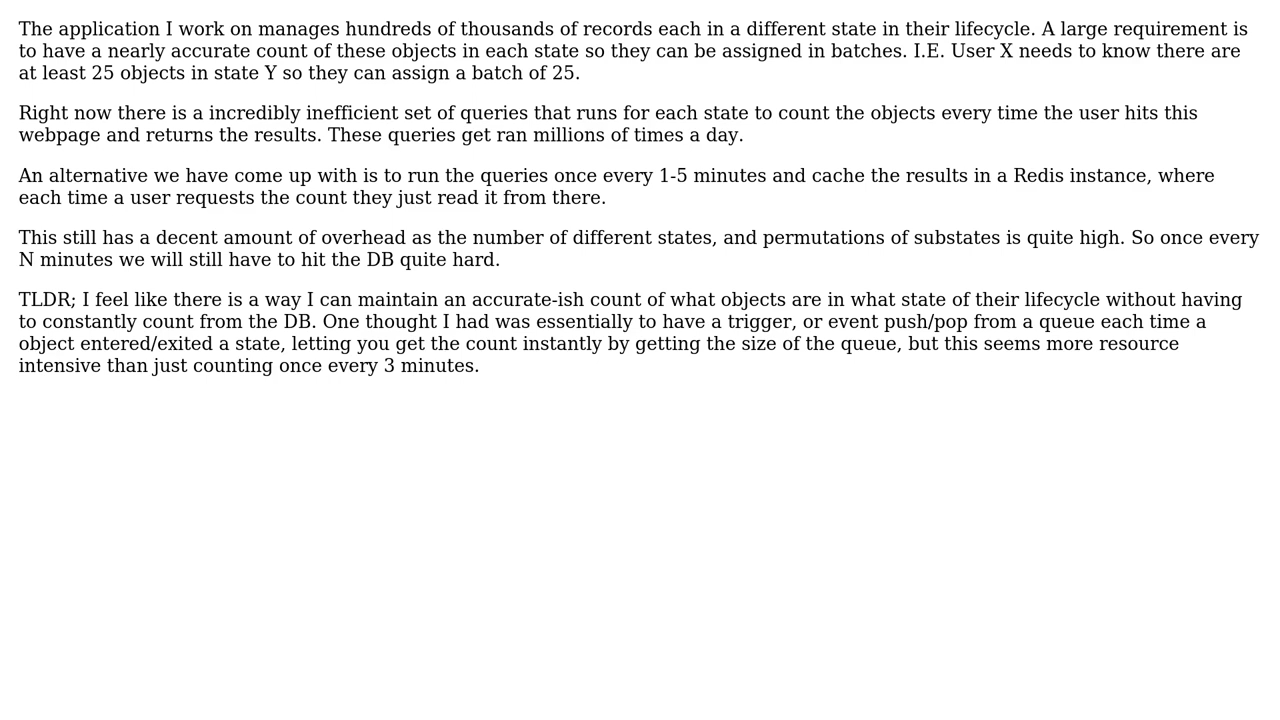 The application I work on manages hundreds of thousands of records each in a different state in their lifecycle. A large requirement is
to have a nearly accurate count of these objects in each state so they can be assigned in batches. I.E. User X needs to know there are
at least 25 objects in state Y so they can assign a batch of 25.
Right now there is a incredibly inefficient set of queries that runs for each state to count the objects every time the user hits this
webpage and returns the results. These queries get ran millions of times a day.
An alternative we have come up with is to run the queries once every 1-5 minutes and cache the results in a Redis instance, where
each time a user requests the count they just read it from there.
This still has a decent amount of overhead as the number of different states, and permutations of substates is quite high. So once every
N minutes we will still have to hit the DB quite hard.
TLDR; I feel like there is a way I can maintain an accurate-ish count of what objects are in what state of their lifecycle without having
to constantly count from the DB. One thought I had was essentially to have a trigger, or event push/pop from a queue each time a
object entered/exited a state, letting you get the count instantly by getting the size of the queue, but this seems more resource
intensive than just counting once every 3 minutes.